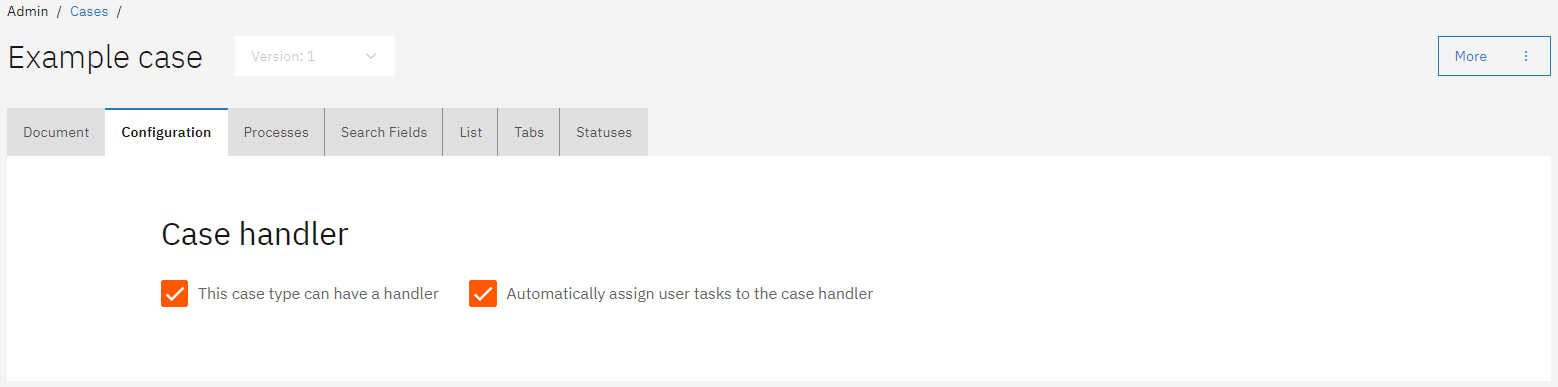 Admin / Cases /
Example case
Version: 1
More
Document Configuration Processes Search Fields List Tabs Statuses
Case handler
This case type can have a handler
Automatically assign user tasks to the case handler